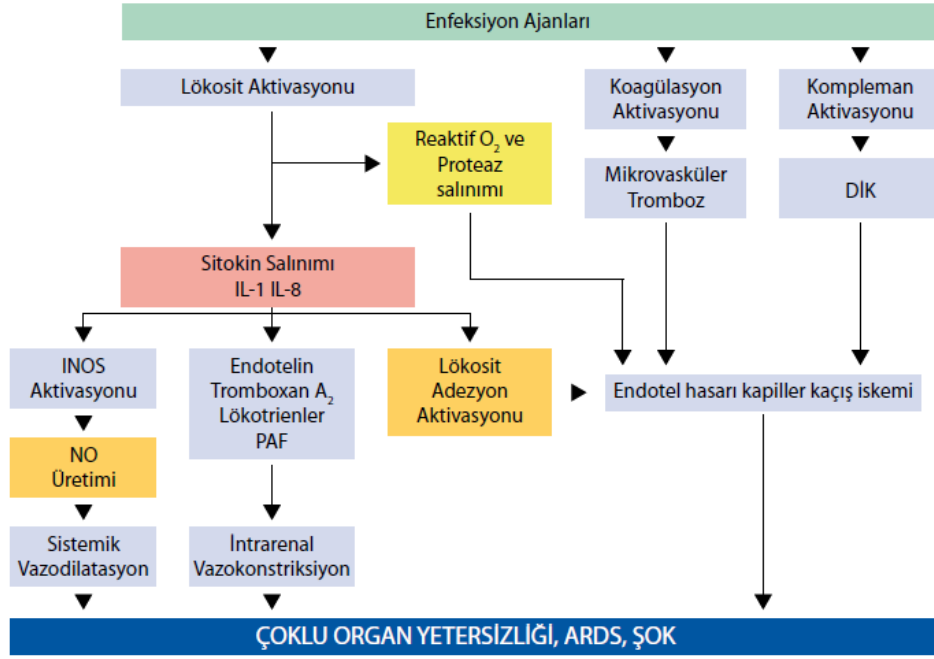 Enfeksiyon Ajanları
Lökosit Aktivasyonu
Koagülasyon
Aktivasyonu
Kompleman
Aktivasyonu
Reaktif O₂ ve
Proteaz
salınımı
Mikrovasküler
Tromboz
DİK
Sitokin Salınımı
IL-1 IL-8
INOS
Aktivasyonu
Endotelin
Tromboxan A₂
Lökotrienler
PAF
Lökosit
Adezyon
Aktivasyonu
Endotel hasarı kapiller kaçış iskemi
NO
Üretimi
Sistemik
Vazodilatasyon
İntrarenal
Vazokonstriksiyon
ÇOKLU ORGAN YETERSİZLİĞİ, ARDS, ŞOK